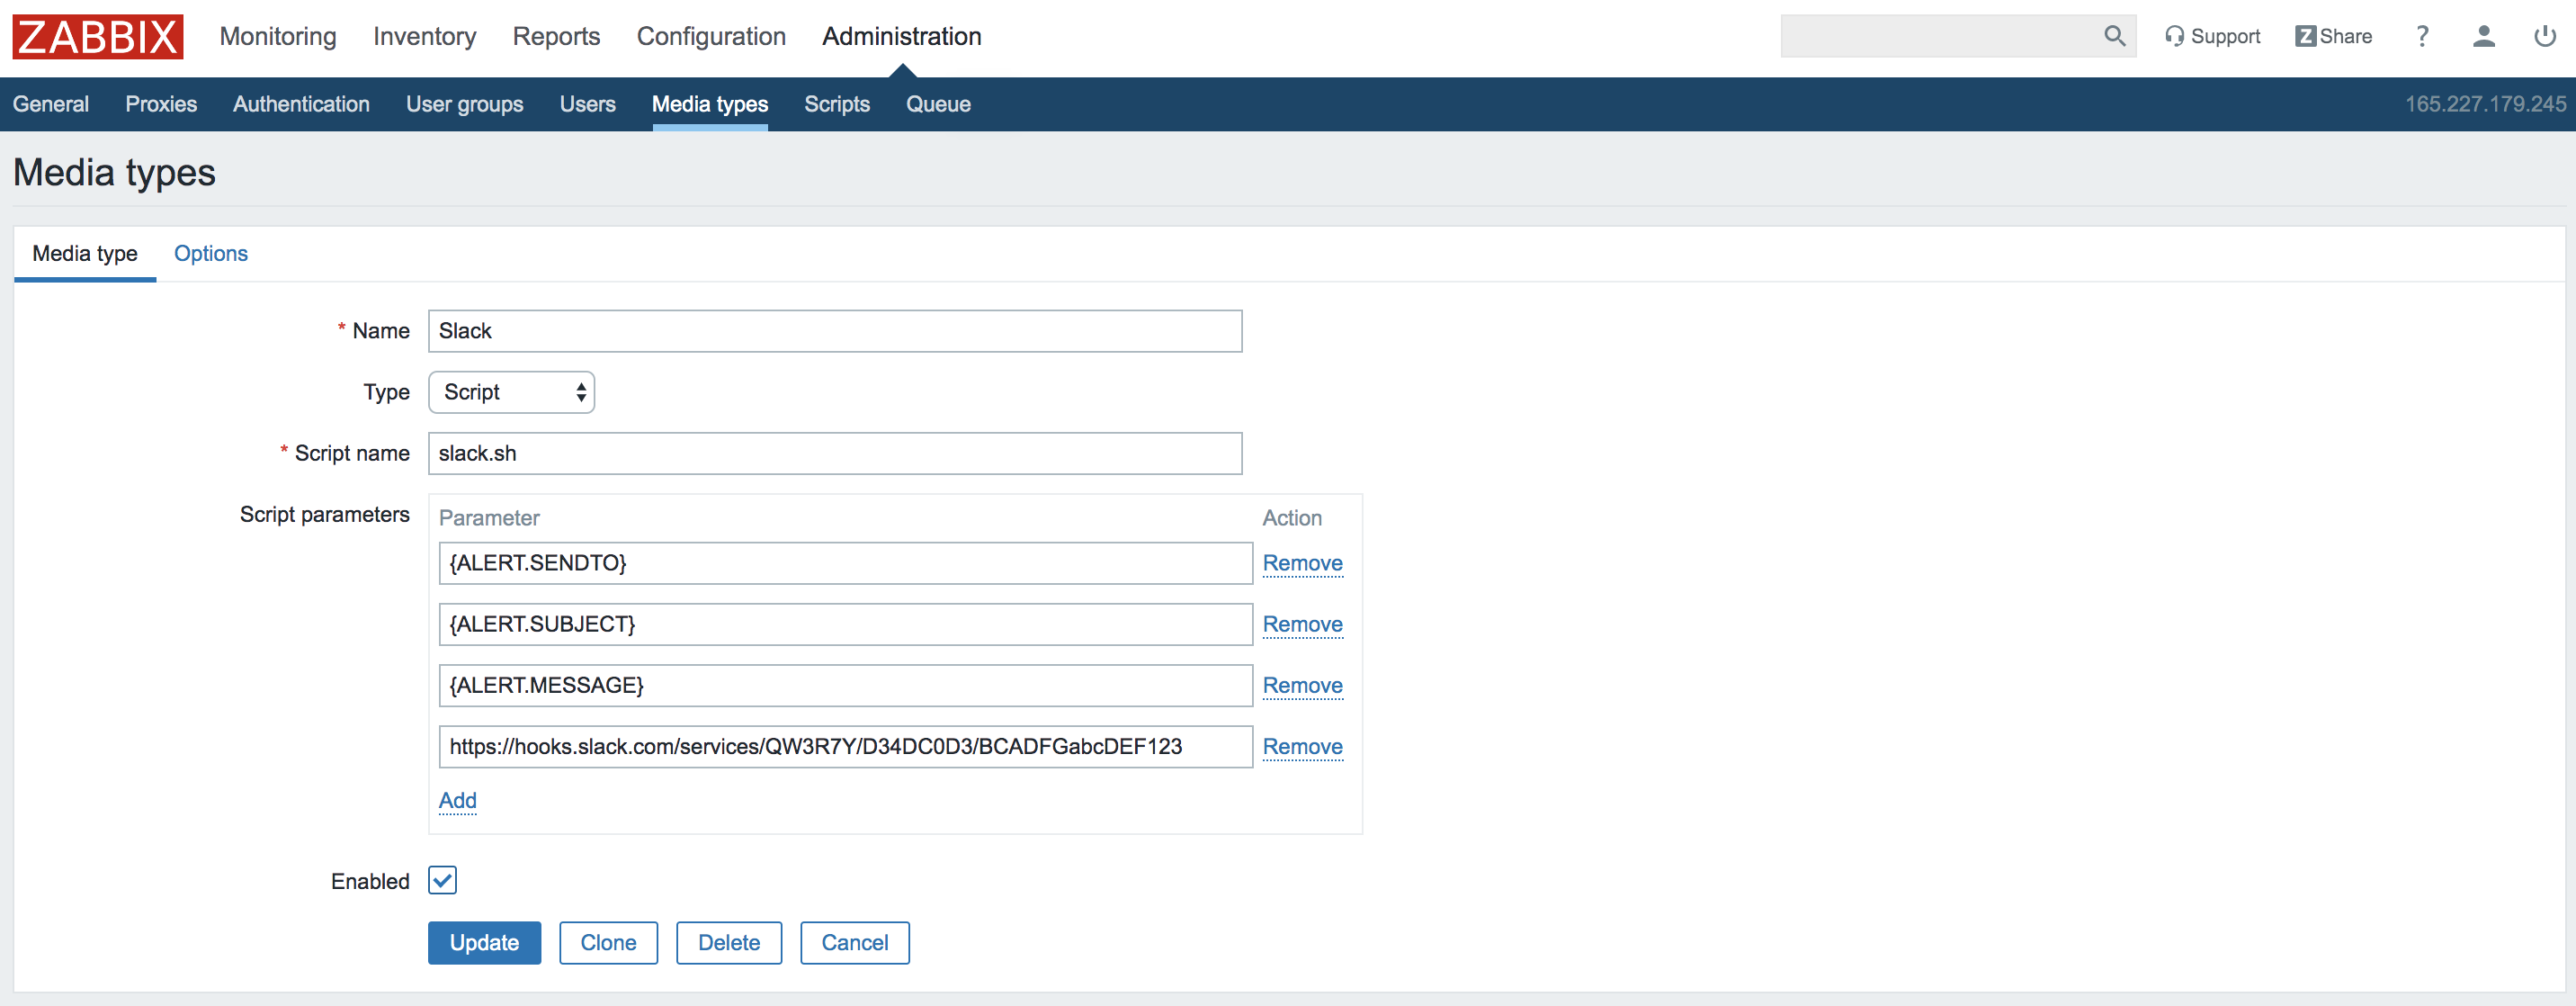 ZABBIX Monitoring Inventory Reports Configuration Administration Support Z Share ?
General Proxies Authentication User groups Users Media types Scripts Queue 165.227.179.245
Media types
Media type Options
* Name Slack
Type Script
* Script name slack.sh
Script parameters Parameter Action
{ALERT.SENDTO} Remove
{ALERT.SUBJECT} Remove
{ALERT.MESSAGE} Remove
https://hooks.slack.com/services/QW3R7Y/D34DC0D3/BCADFGabcDEF123 Remove
Add
Enabled
Update Clone Delete Cancel